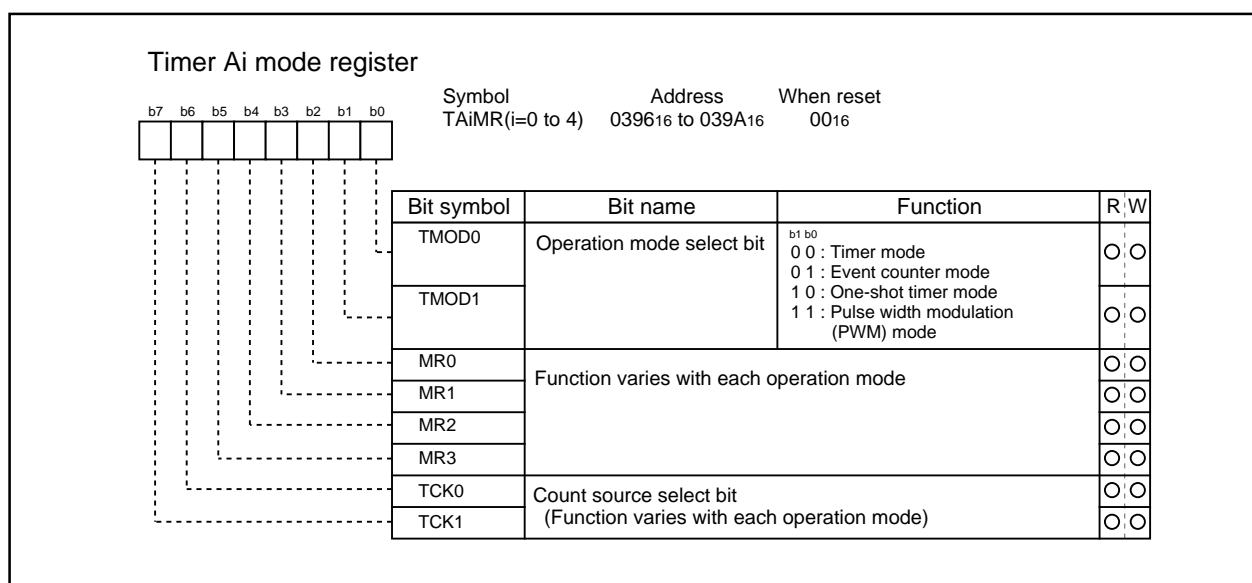 Timer Ai mode register
Symbol Address When reset
TAiMR(i=0 to 4) 039616 to 039A16 0016
b7 b6 b5 b4 b3 b2 b1 b0
Bit symbol Bit name Function R W
TMOD0 Operation mode select bit b1 b0
0 0 : Timer mode
0 1 : Event counter mode
TMOD1 1 0 : One-shot timer mode
1 1 : Pulse width modulation
(PWM) mode
MR0 Function varies with each operation mode
MR1
MR2
MR3
TCK0 Count source select bit
TCK1 (Function varies with each operation mode)